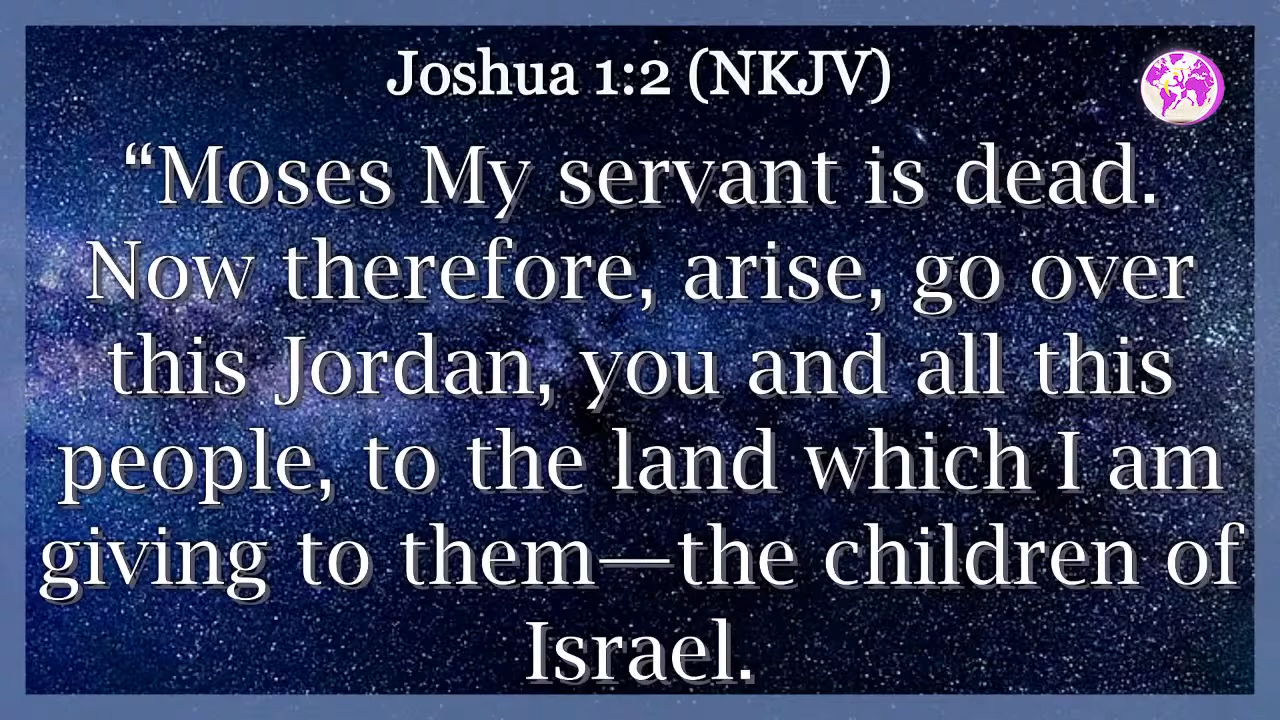 Joshua 1:2 (NKJV)
“Moses My servant is dead.
Now therefore, arise, go over
this Jordan, you and all this
people, to the land which I am
giving to them—the children of
Israel.